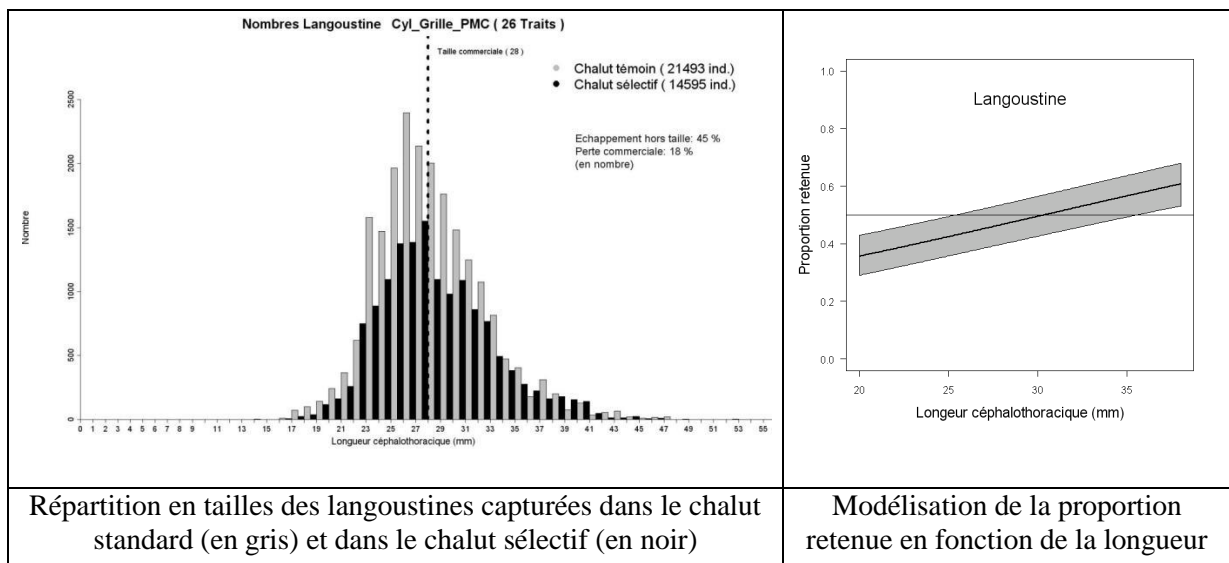 Nombres Langoustine Cyl_Grille_PMC ( 26 Traits )
Taille commerciale ( 28 )
Chalut témoin ( 21493 ind.)
Chalut sélectif ( 14595 ind.)
Echappement hors taille: 45 %
Perte commerciale: 18 %
(en nombre)
Nombre
2500
2000
1500
1000
500
0
0 1 2 3 4 5 6 7 8 9 11 13 15 17 19 21 23 25 27 29 31 33 35 37 39 41 43 45 47 49 51 53 55
Longueur céphalothoracique (mm)
Langoustine
Proportion retenue
1.0
0.8
0.6
0.4
0.2
0.0
20 25 30 35
Longeur céphalothoracique (mm)
Répartition en tailles des langoustines capturées dans le chalut
standard (en gris) et dans le chalut sélectif (en noir)
Modélisation de la proportion
retenue en fonction de la longueur